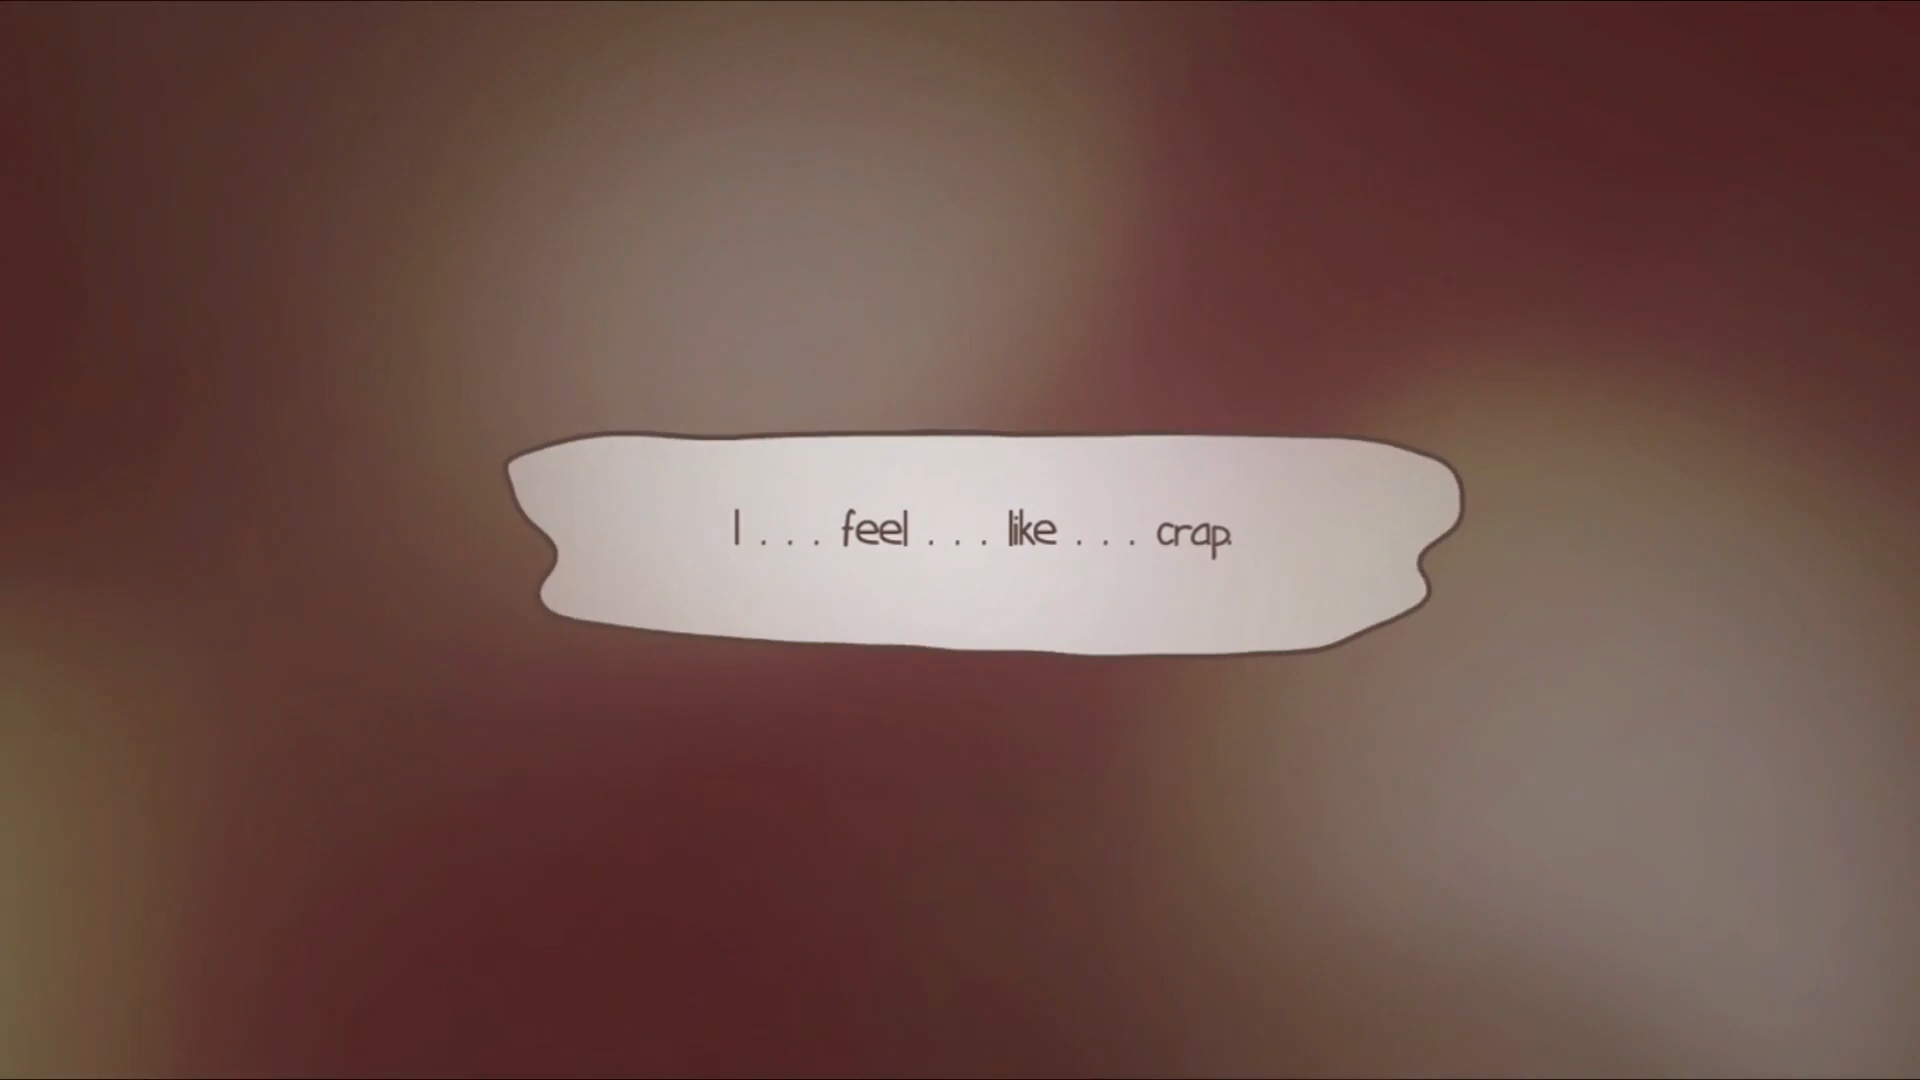 I . . . feel . . . like . . . crap.